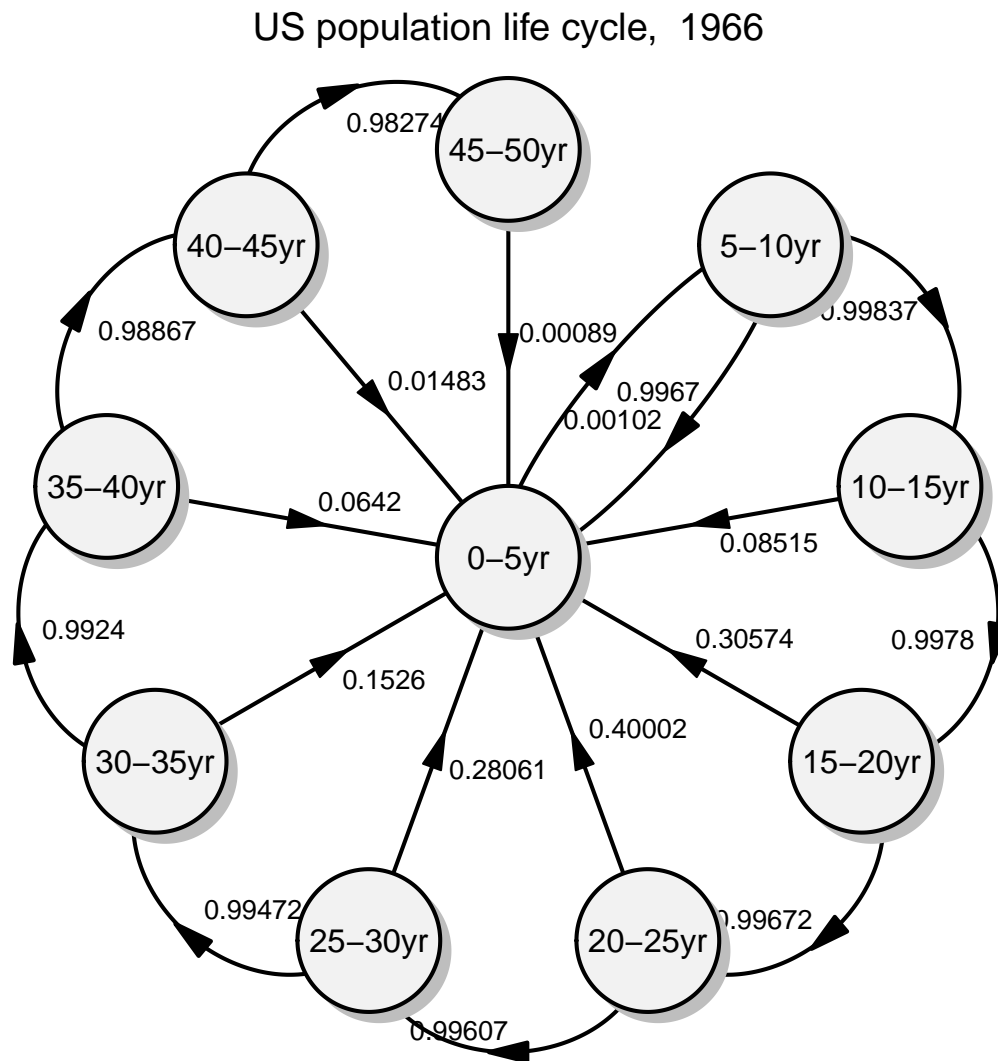 US population life cycle,  1966
0.98274
45−50yr
40−45yr
5−10yr
0.99837
0.98867
0.00089
0.01483
0.9967
0.00102
35−40yr
0.0642
10−15yr
0.08515
0−5yr
0.9924
0.1526
0.30574
0.9978
30−35yr
0.28061
0.40002
15−20yr
0.99472
25−30yr
20−25yr
0.99672
0.99607